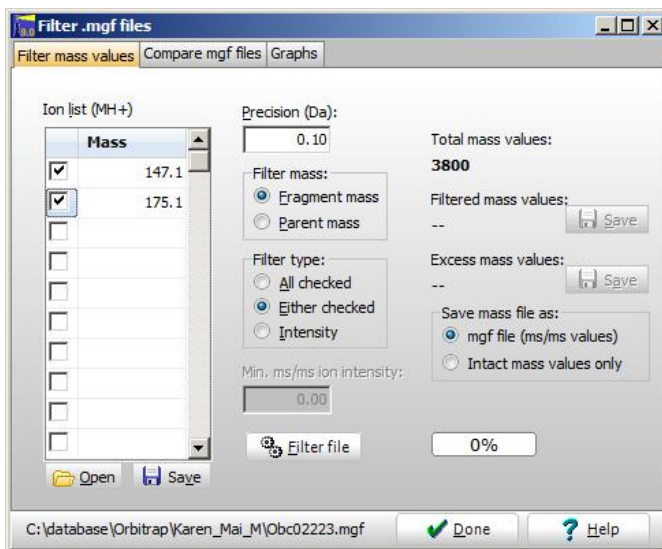 9.0
Filter .mgf files
Filter mass values Compare mgf files Graphs
Ion list (MH+)
Mass
147.1
175.1
Open Save
Precision (Da):
0.10
Filter mass:
Fragment mass
Parent mass
Filter type:
All checked
Either checked
Intensity
Min. ms/ms ion intensity:
0.00
Filter file
Total mass values:
3800
Filtered mass values:
-- Save
Excess mass values:
-- Save
Save mass file as:
mgf file (ms/ms values)
Intact mass values only
0%
C:\database\Orbitrap\Karen_Mai_M\Obc02223.mgf Done Help